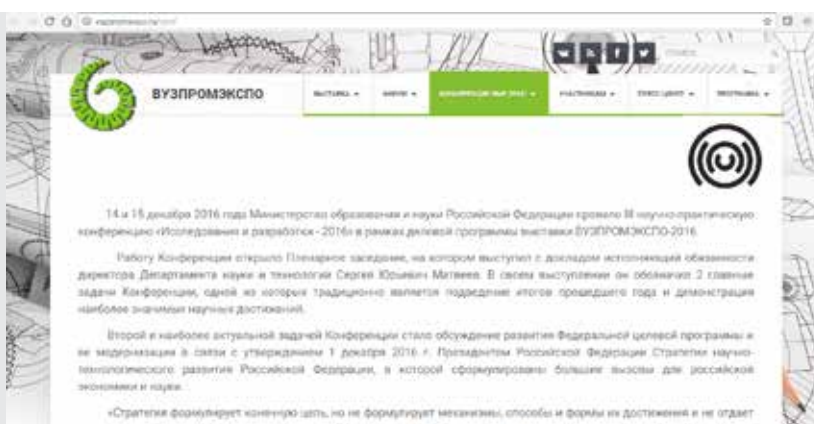 ВУЗПРОМЭКСПО
ВЫСТАВКА
ФОРУМ
УЧАСТНИКАМ
ПРЕСС-ЦЕНТР
ПРОГРАММА
14 и 15 декабря 2016 года Министерство образования и науки Российской Федерации провело III научно-практическую
конференцию «Исследования и разработки - 2016» в рамках деловой программы выставки ВУЗПРОМЭКСПО-2016.
Работу Конференции открыло Пленарное заседание, на котором выступил с докладом исполняющий обязанности
директора Департамента науки и технологий Сергей Юрьевич Матвеев. В своем выступлении он обозначил 2 главные
задачи Конференции, одной из которых традиционно является подведение итогов прошедшего года и демонстрация
наиболее значимых научных достижений.
Второй и наиболее актуальной задачей Конференции стало обсуждение развития Федеральной целевой программы и
ее модернизации в связи с утверждением 1 декабря 2016 г. Президентом Российской Федерации Стратегии научно-
технологического развития Российской Федерации, в которой сформулированы большие вызовы для российской
экономики и науки.
«Стратегия формулирует конечную цель, но не формулирует механизмы, способы и формы их достижения и не отдает